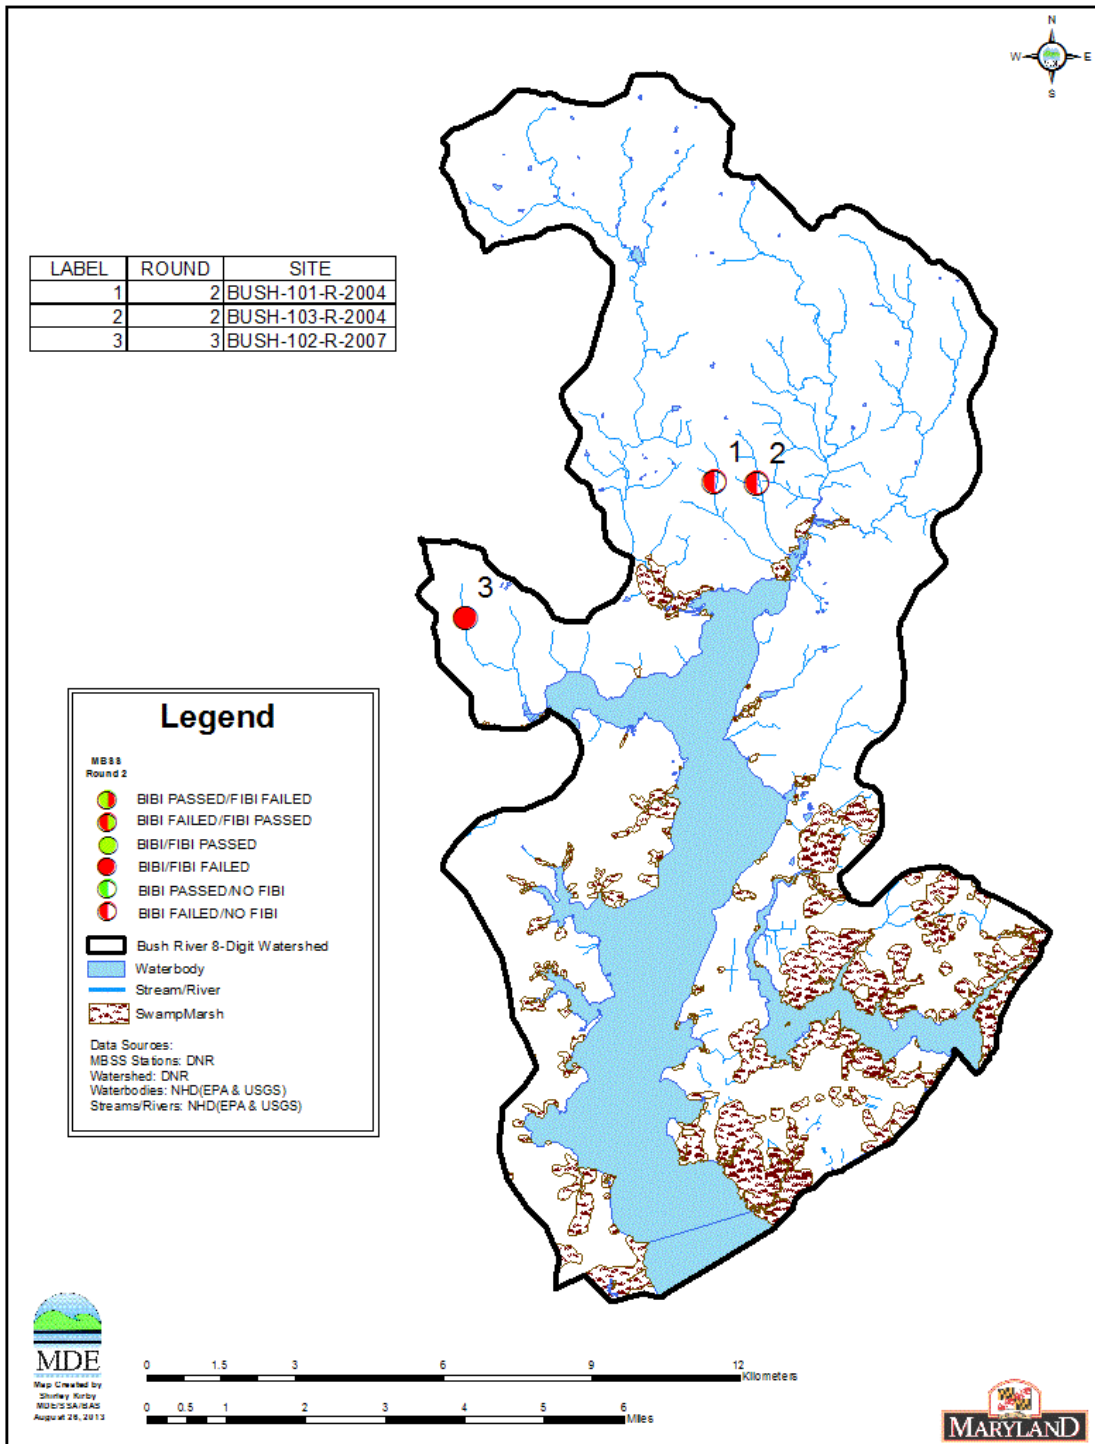 N
W E
S
LABEL ROUND SITE
1 2 BUSH-101-R-2004
2 2 BUSH-103-R-2004
3 3 BUSH-102-R-2007
1 2
3
Legend
MBSS
Round 2
BIBI PASSED/FIBI FAILED
BIBI FAILED/FIBI PASSED
BIBI/FIBI PASSED
BIBI/FIBI FAILED
BIBI PASSED/NO FIBI
BIBI FAILED/NO FIBI
Bush River 8-Digit Watershed
Waterbody
Stream/River
SwampMarsh
Data Sources:
MBSS Stations: DNR
Watershed: DNR
Waterbodies: NHD(EPA & USGS)
Streams/Rivers: NHD(EPA & USGS)
MDE
Map Created by
Shirley Kirby
MDE/SSA/EAS
August 26, 2013
0 1.5 3 6 9 12
Kilometers
0 0.5 1 2 3 4 5 6
Miles
MARYLAND